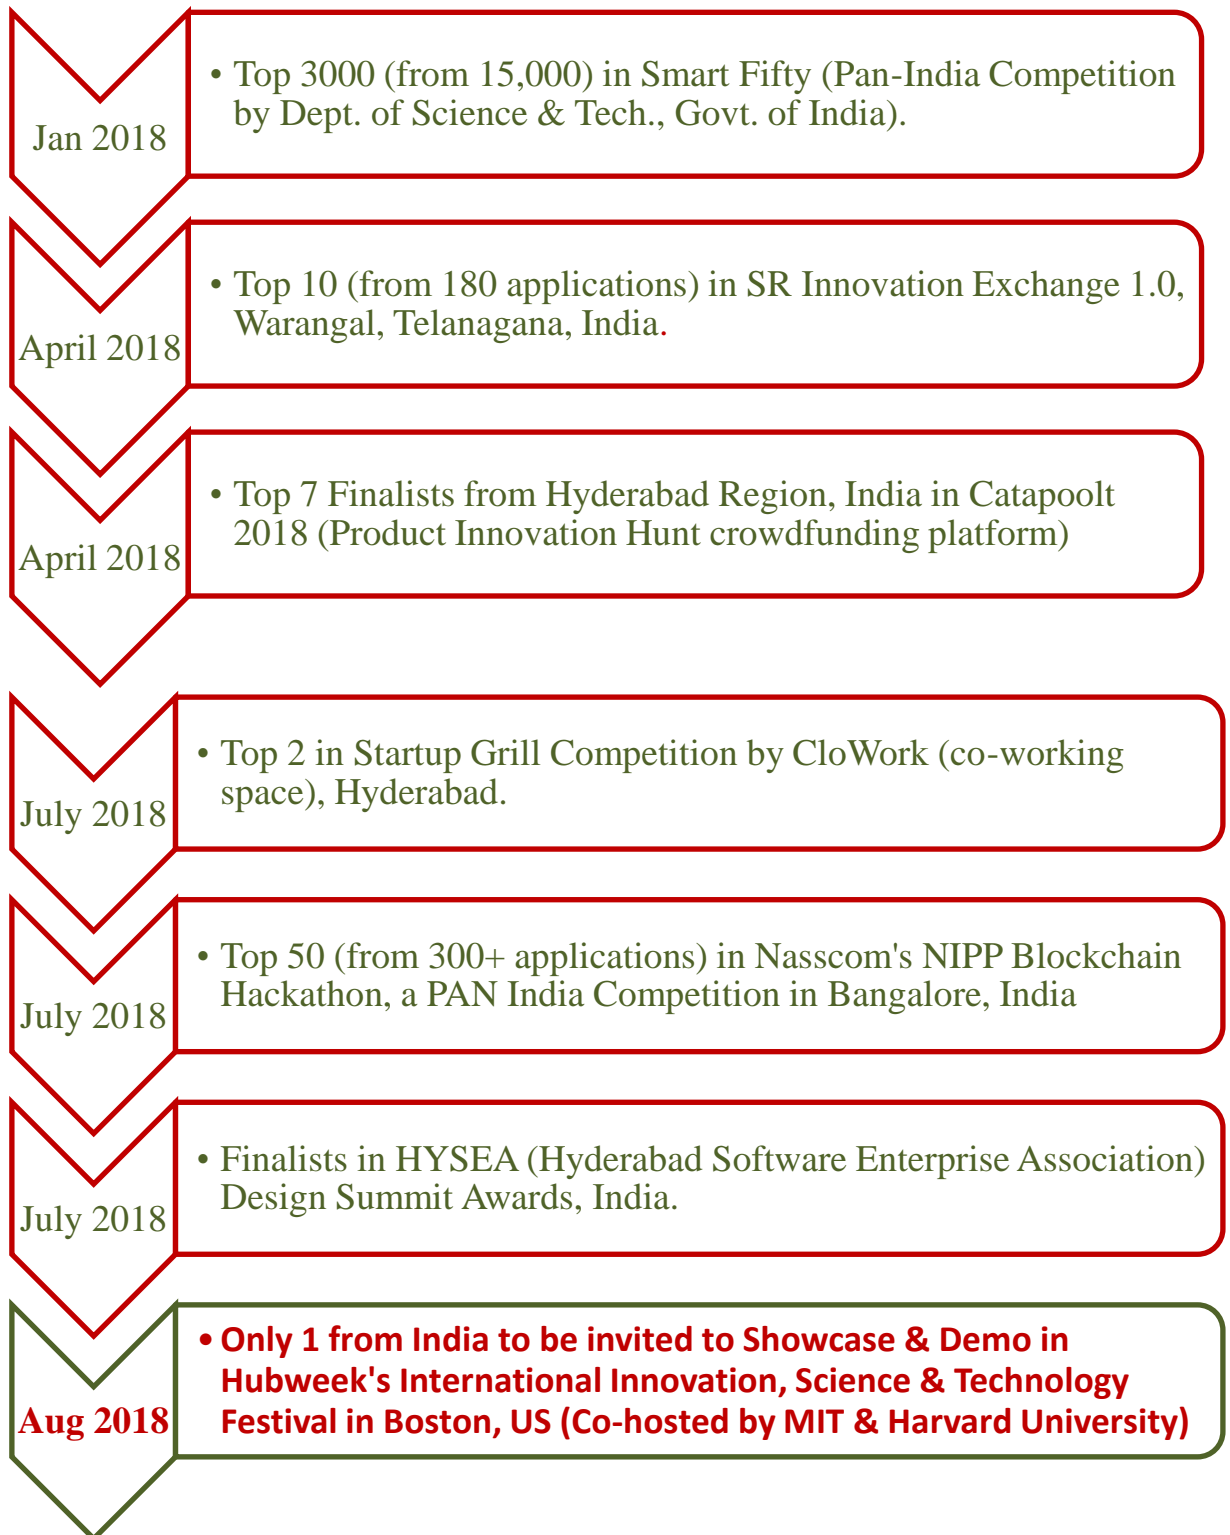 Jan 2018
• Top 3000 (from 15,000) in Smart Fifty (Pan-India Competition
by Dept. of Science & Tech., Govt. of India).
April 2018
• Top 10 (from 180 applications) in SR Innovation Exchange 1.0,
Warangal, Telanagana, India.
April 2018
• Top 7 Finalists from Hyderabad Region, India in Catapoolt
2018 (Product Innovation Hunt crowdfunding platform)
July 2018
• Top 2 in Startup Grill Competition by CloWork (co-working
space), Hyderabad.
July 2018
• Top 50 (from 300+ applications) in Nasscom's NIPP Blockchain
Hackathon, a PAN India Competition in Bangalore, India
July 2018
• Finalists in HYSEA (Hyderabad Software Enterprise Association)
Design Summit Awards, India.
Aug 2018
• Only 1 from India to be invited to Showcase & Demo in
Hubweek's International Innovation, Science & Technology
Festival in Boston, US (Co-hosted by MIT & Harvard University)